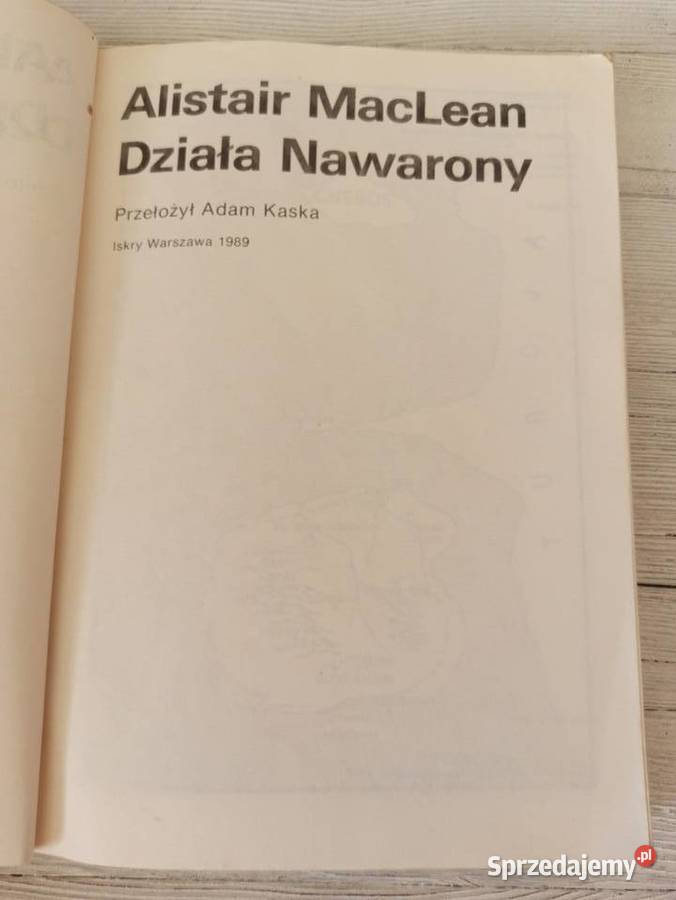 Alistair MacLean
Działa Nawarony
Przełożył Adam Kaska
Iskry Warszawa 1989
Sprzedajemy.pl